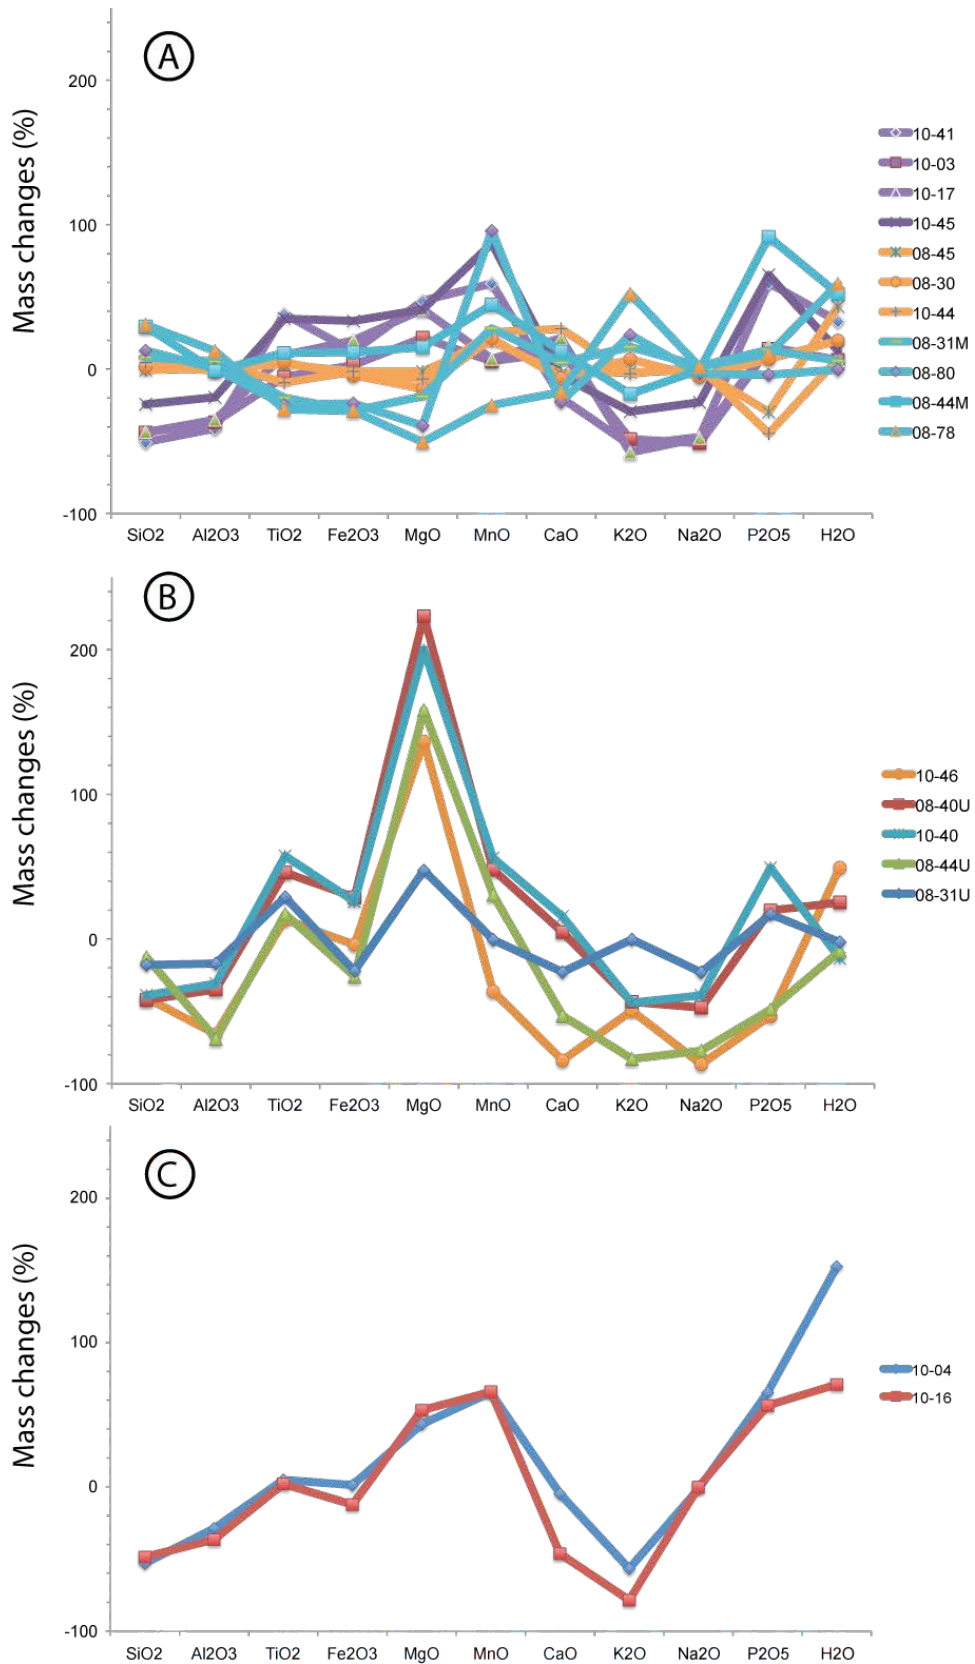 A
Mass changes (%)
200
100
0
-100
SiO2 Al2O3 TiO2 Fe2O3 MgO MnO CaO K2O Na2O P2O5 H2O
10-41
10-03
10-17
10-45
08-45
08-30
10-44
08-31M
08-80
08-44M
08-78
B
Mass changes (%)
200
100
0
-100
SiO2 Al2O3 TiO2 Fe2O3 MgO MnO CaO K2O Na2O P2O5 H2O
10-46
08-40U
10-40
08-44U
08-31U
C
Mass changes (%)
200
100
0
-100
SiO2 Al2O3 TiO2 Fe2O3 MgO MnO CaO K2O Na2O P2O5 H2O
10-04
10-16